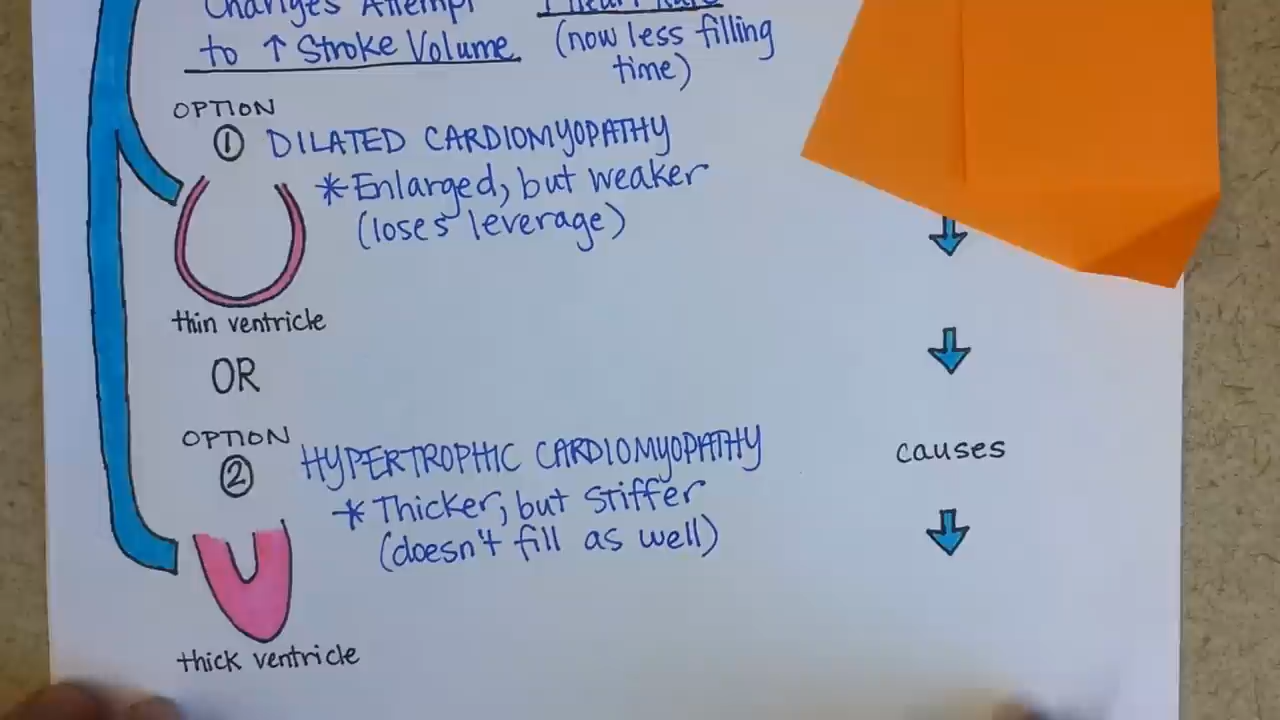 Changes Attempt
to ↑ Stroke Volume
(now less filling
time)
OPTION
① DILATED CARDIOMYOPATHY
*Enlarged, but weaker
(loses leverage)
thin ventricle
OR
OPTION
② HYPERTROPHIC CARDIOMYOPATHY
*Thicker, but stiffer
(doesn't fill as well)
thick ventricle
causes